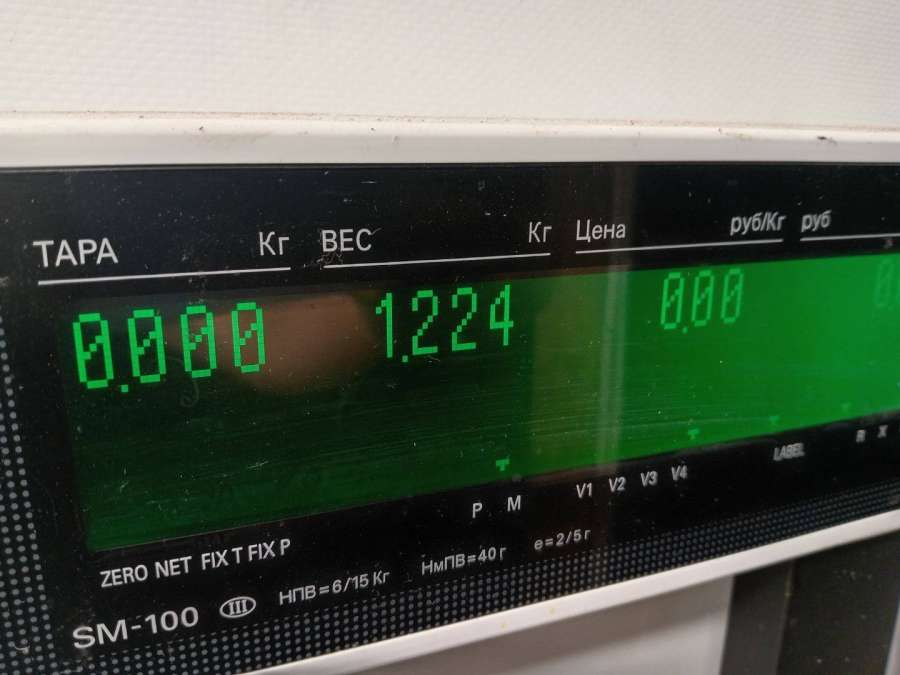 ТАРА Кг ВЕС Кг Цена руб/Кг руб
0.000 1.224 0.00
P M V1 V2 V3 V4 LABEL R X
ZERO NET FIX T FIX P
НПВ=6/15 Кг НмПВ=40 г e=2/5 г
SM-100 III